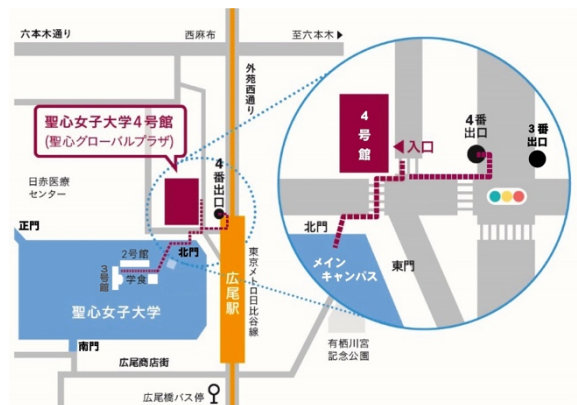 六本木通り
西麻布
至六本木▶
外苑西通り
聖心女子大学4号館
(聖心グローバルプラザ)
4番出口
日赤医療
センター
正門
北門
2号館
3号館
学食
聖心女子大学
南門
広尾駅
東京メトロ日比谷線
広尾商店街
広尾橋バス停
有栖川宮
記念公園
4号館
入口
4番
出口
3番
出口
北門
メイン
キャンパス
東門